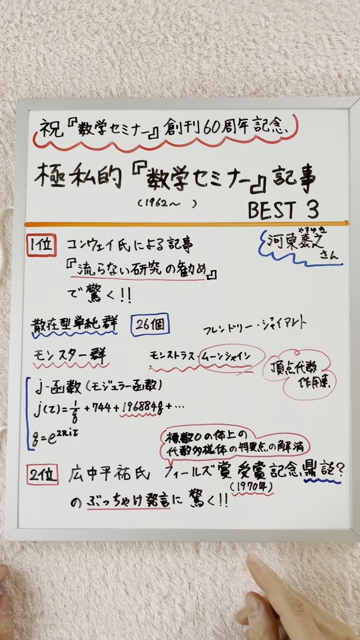 祝『数学セミナー』創刊60周年記念、
極私的『数学セミナー』記事
(1962〜　)
BEST 3
1位 コンウェイ氏による記事
河東泰之さん
やすゆき
『流らない研究の勧め』
で驚く!!
散在型単純群 26個
フレンドリー・ジャイアント
モンスター群
モンストラス・ムーンシャイン
頂点代数
作用素
j-函数(モジュラー函数)
j(τ)=1/q+744+196884q+…
q=e^{2πiτ}
標数0の体上の
代数多様体の特異点の解消
2位 広中平祐氏 フィールズ賞受賞記念鼎談?
(1970年)
のぶっちゃけ発言に驚く!!